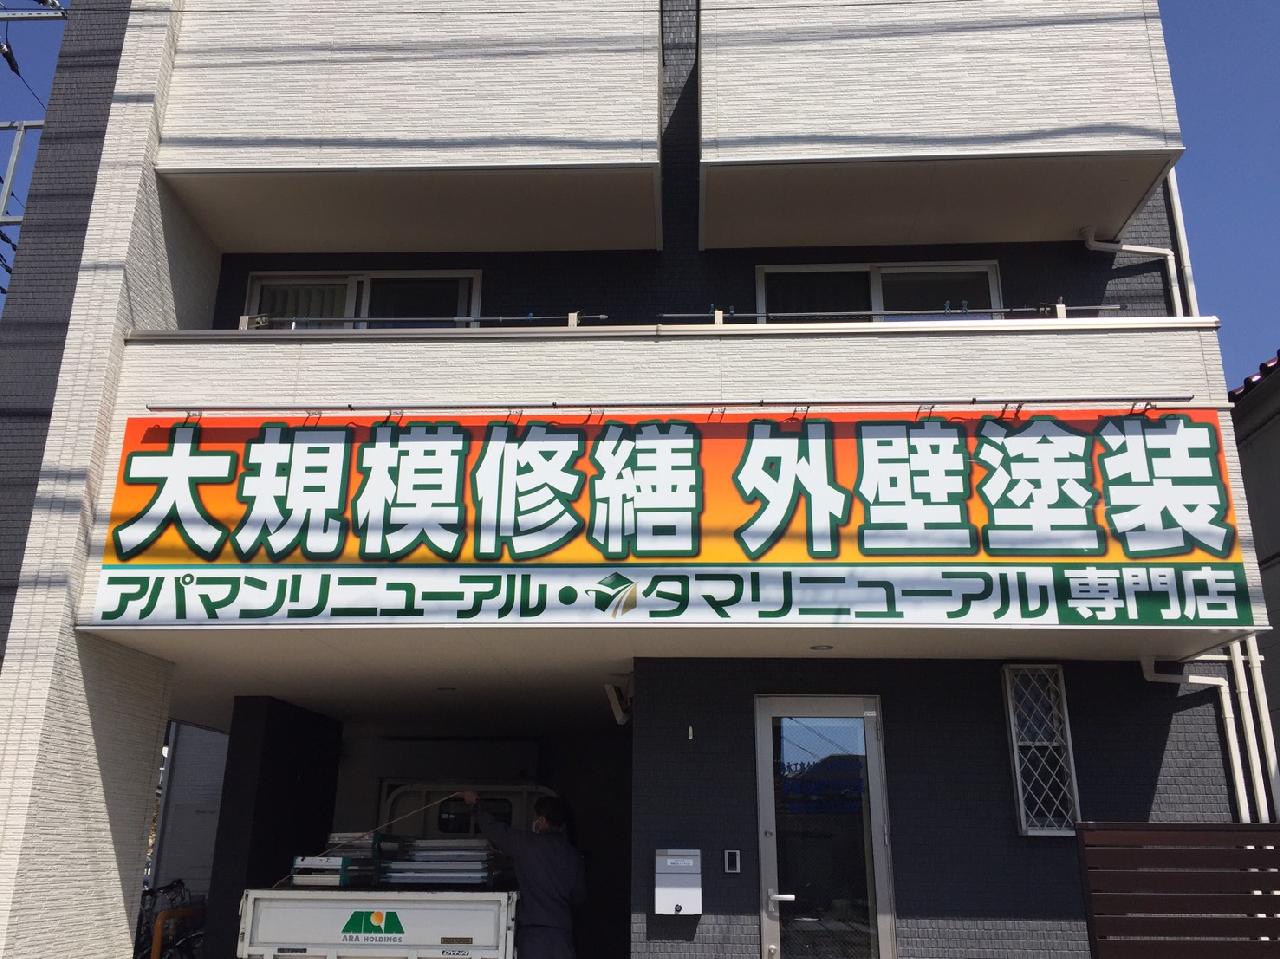 大規模修繕 外壁塗装
アパマンリニューアル・タマリニューアル 専門店
ARA
ARA HOLDINGS